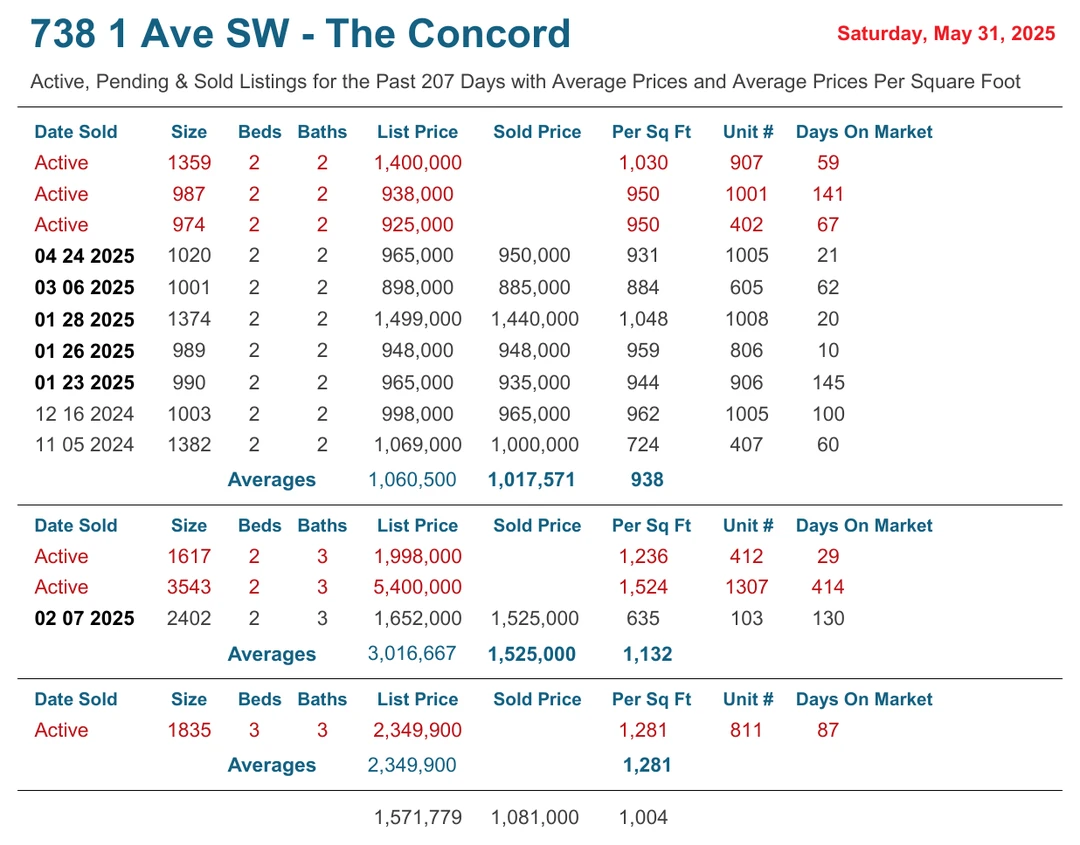 738 1 Ave SW - The Concord Saturday, May 31, 2025
Active, Pending & Sold Listings for the Past 207 Days with Average Prices and Average Prices Per Square Foot
Date Sold Size Beds Baths List Price Sold Price Per Sq Ft Unit # Days On Market
Active 1359 2 2 1,400,000 1,030 907 59
Active 987 2 2 938,000 950 1001 141
Active 974 2 2 925,000 950 402 67
04 24 2025 1020 2 2 965,000 950,000 931 1005 21
03 06 2025 1001 2 2 898,000 885,000 884 605 62
01 28 2025 1374 2 2 1,499,000 1,440,000 1,048 1008 20
01 26 2025 989 2 2 948,000 948,000 959 806 10
01 23 2025 990 2 2 965,000 935,000 944 906 145
12 16 2024 1003 2 2 998,000 965,000 962 1005 100
11 05 2024 1382 2 2 1,069,000 1,000,000 724 407 60
Averages 1,060,500 1,017,571 938
Date Sold Size Beds Baths List Price Sold Price Per Sq Ft Unit # Days On Market
Active 1617 2 3 1,998,000 1,236 412 29
Active 3543 2 3 5,400,000 1,524 1307 414
02 07 2025 2402 2 3 1,652,000 1,525,000 635 103 130
Averages 3,016,667 1,525,000 1,132
Date Sold Size Beds Baths List Price Sold Price Per Sq Ft Unit # Days On Market
Active 1835 3 3 2,349,900 1,281 811 87
Averages 2,349,900 1,281
1,571,779 1,081,000 1,004